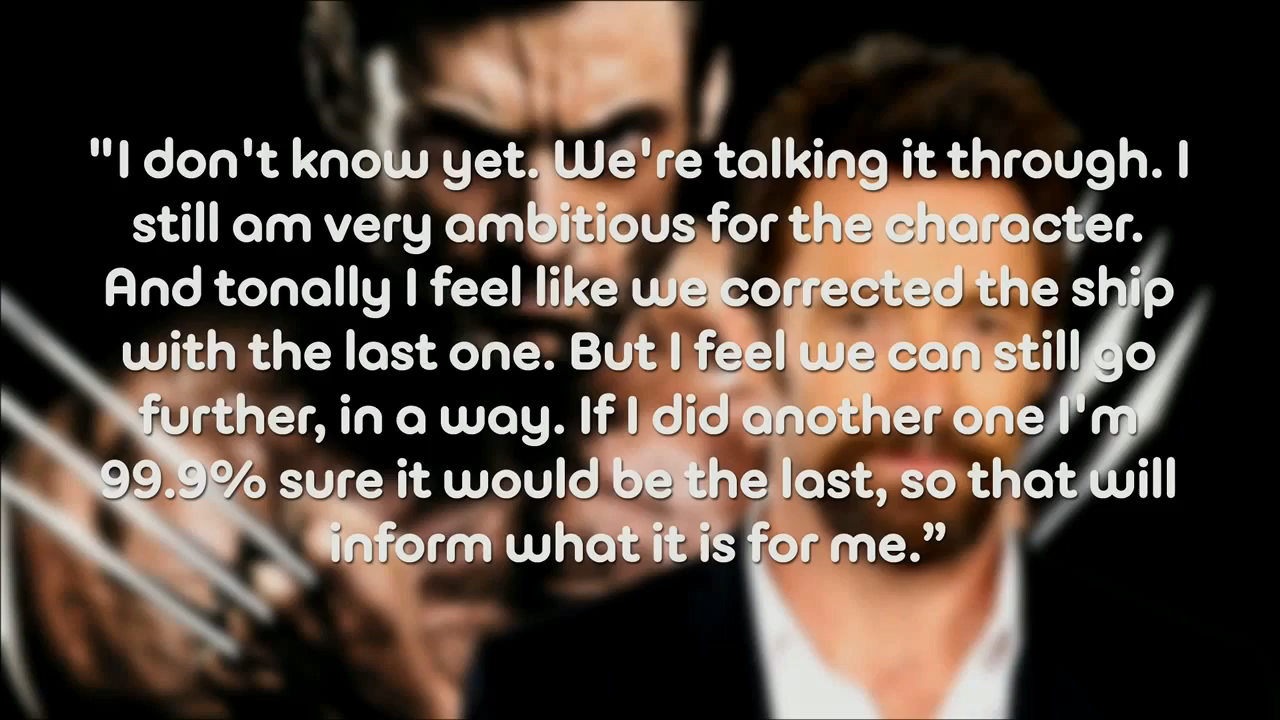 "I don't know yet. We're talking it through. I
still am very ambitious for the character.
And tonally I feel like we corrected the ship
with the last one. But I feel we can still go
further, in a way. If I did another one I'm
99.9% sure it would be the last, so that will
inform what it is for me.”